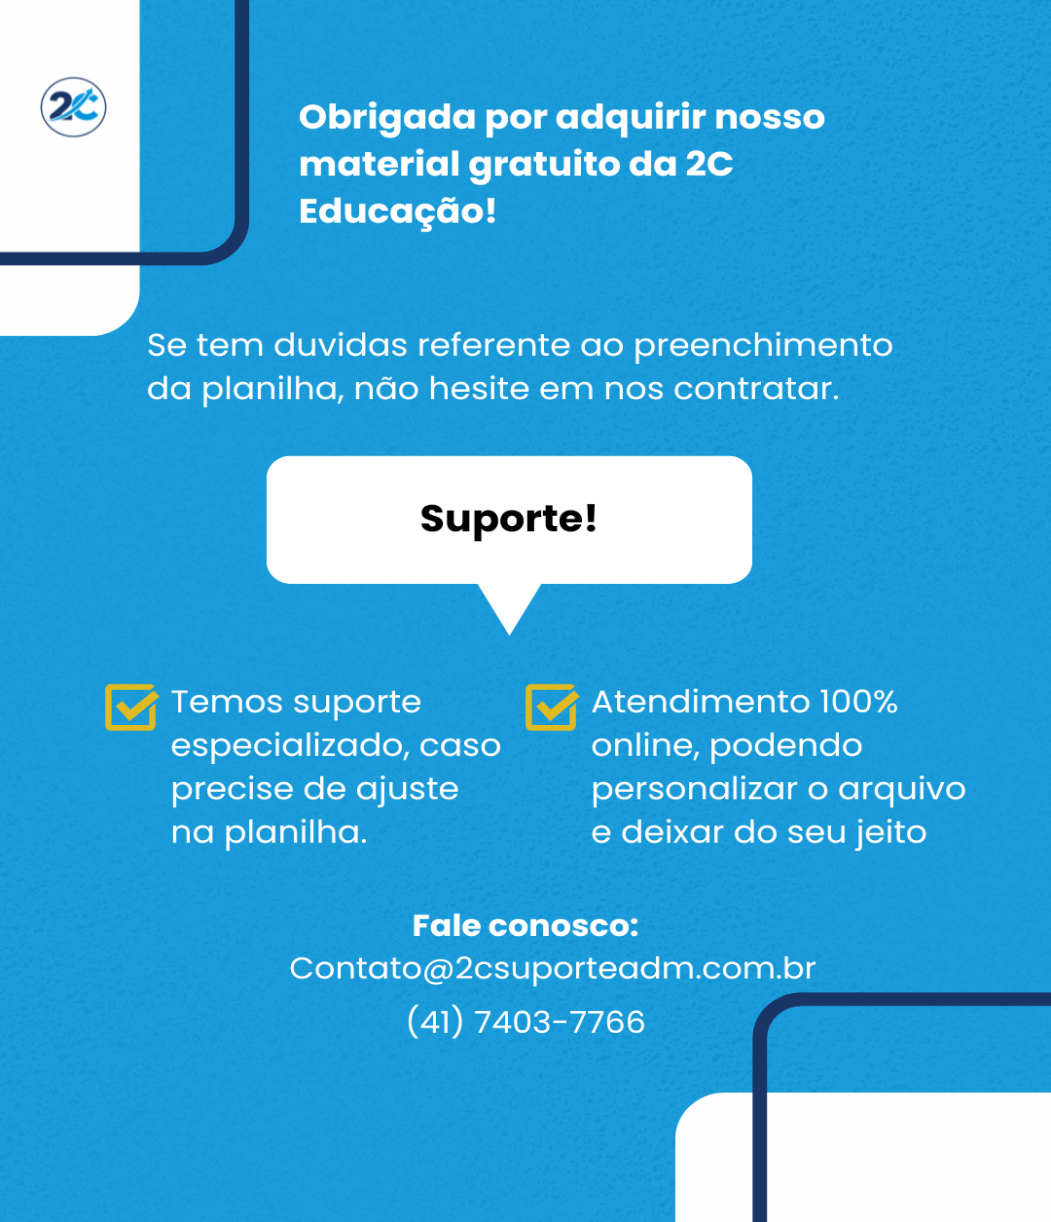 2C
Obrigada por adquirir nosso
material gratuito da 2C
Educação!
Se tem duvidas referente ao preenchimento
da planilha, não hesite em nos contratar.
Suporte!
Temos suporte
especializado, caso
precise de ajuste
na planilha.
Atendimento 100%
online, podendo
personalizar o arquivo
e deixar do seu jeito
Fale conosco:
Contato@2csuporteadm.com.br
(41) 7403-7766